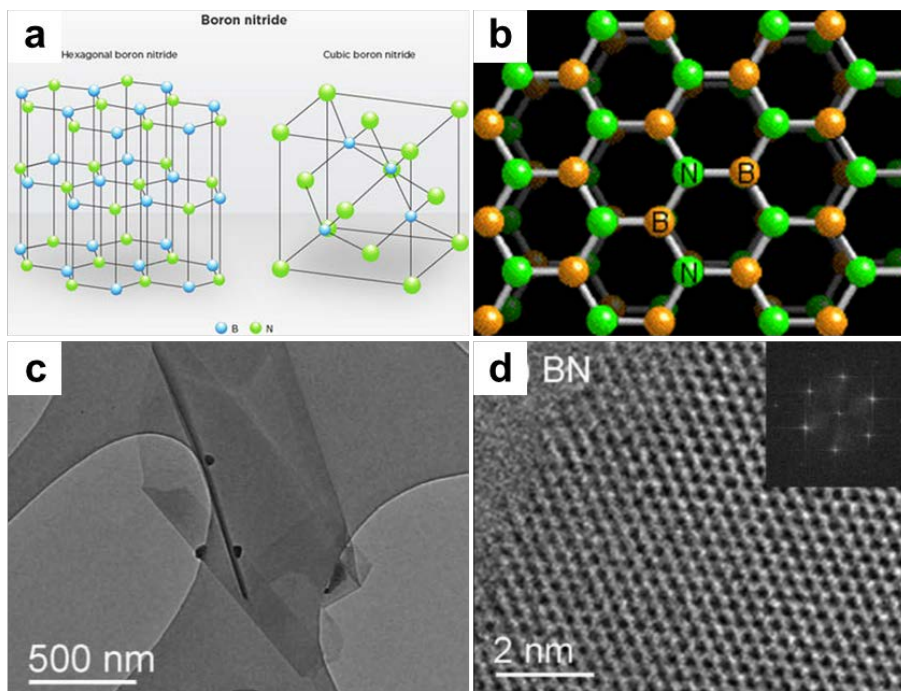 a
Boron nitride
Hexagonal boron nitride
Cubic boron nitride
B N
b
N B
B
N
c
500 nm
d
) BN
2 nm